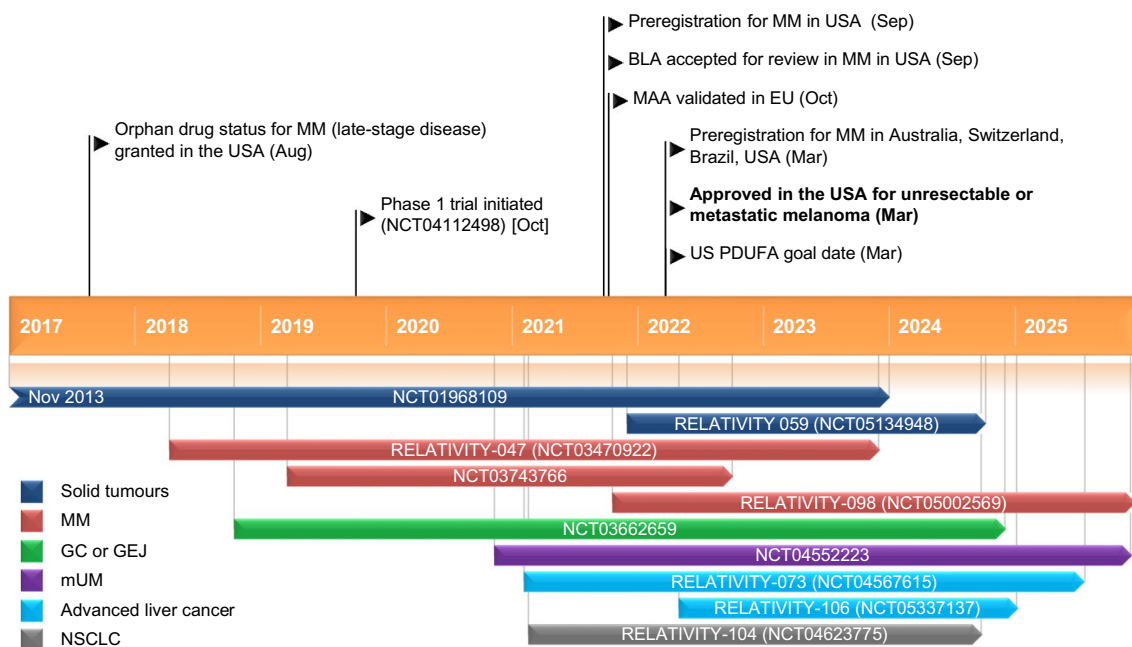 Preregistration for MM in USA (Sep)
BLA accepted for review in MM in USA (Sep)
MAA validated in EU (Oct)
Orphan drug status for MM (late-stage disease)
granted in the USA (Aug)
Preregistration for MM in Australia, Switzerland,
Brazil, USA (Mar)
Phase 1 trial initiated
(NCT04112498) [Oct]
Approved in the USA for unresectable or
metastatic melanoma (Mar)
US PDUFA goal date (Mar)
2017 2018 2019 2020 2021 2022 2023 2024 2025
Nov 2013 NCT01968109
RELATIVITY 059 (NCT05134948)
RELATIVITY-047 (NCT03470922)
NCT03743766
RELATIVITY-098 (NCT05002569)
NCT03662659
NCT04552223
RELATIVITY-073 (NCT04567615)
RELATIVITY-106 (NCT05337137)
RELATIVITY-104 (NCT04623775)
Solid tumours
MM
GC or GEJ
mUM
Advanced liver cancer
NSCLC